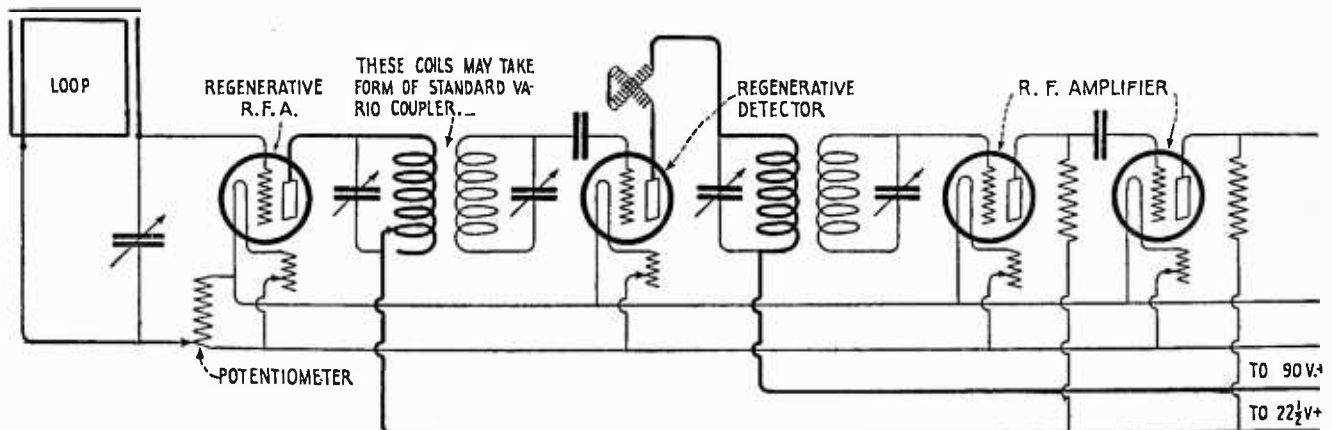 LOOP
REGENERATIVE
R.F.A.
THESE COILS MAY TAKE
FORM OF STANDARD VA-
RIO COUPLER._
REGENERATIVE
DETECTOR
R. F. AMPLIFIER
POTENTIOMETER
TO 90 V.+
TO 22½V+